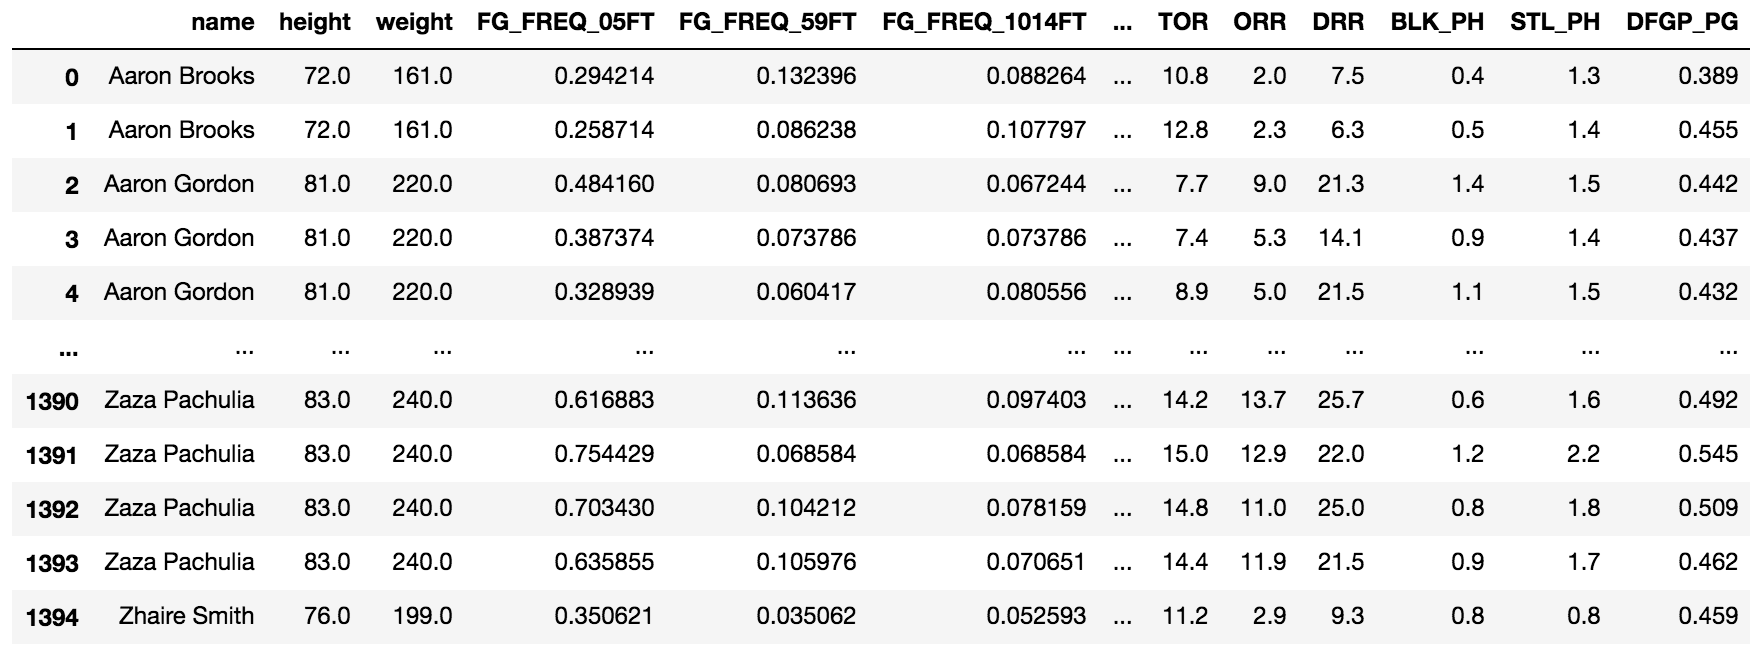 name height weight FG_FREQ_05FT FG_FREQ_59FT FG_FREQ_1014FT ... TOR ORR DRR BLK_PH STL_PH DFGP_PG
0 Aaron Brooks 72.0 161.0 0.294214 0.132396 0.088264 ... 10.8 2.0 7.5 0.4 1.3 0.389
1 Aaron Brooks 72.0 161.0 0.258714 0.086238 0.107797 ... 12.8 2.3 6.3 0.5 1.4 0.455
2 Aaron Gordon 81.0 220.0 0.484160 0.080693 0.067244 ... 7.7 9.0 21.3 1.4 1.5 0.442
3 Aaron Gordon 81.0 220.0 0.387374 0.073786 0.073786 ... 7.4 5.3 14.1 0.9 1.4 0.437
4 Aaron Gordon 81.0 220.0 0.328939 0.060417 0.080556 ... 8.9 5.0 21.5 1.1 1.5 0.432
... ... ... ... ... ... ... ... ... ... ... ... ... ...
1390 Zaza Pachulia 83.0 240.0 0.616883 0.113636 0.097403 ... 14.2 13.7 25.7 0.6 1.6 0.492
1391 Zaza Pachulia 83.0 240.0 0.754429 0.068584 0.068584 ... 15.0 12.9 22.0 1.2 2.2 0.545
1392 Zaza Pachulia 83.0 240.0 0.703430 0.104212 0.078159 ... 14.8 11.0 25.0 0.8 1.8 0.509
1393 Zaza Pachulia 83.0 240.0 0.635855 0.105976 0.070651 ... 14.4 11.9 21.5 0.9 1.7 0.462
1394 Zhaire Smith 76.0 199.0 0.350621 0.035062 0.052593 ... 11.2 2.9 9.3 0.8 0.8 0.459